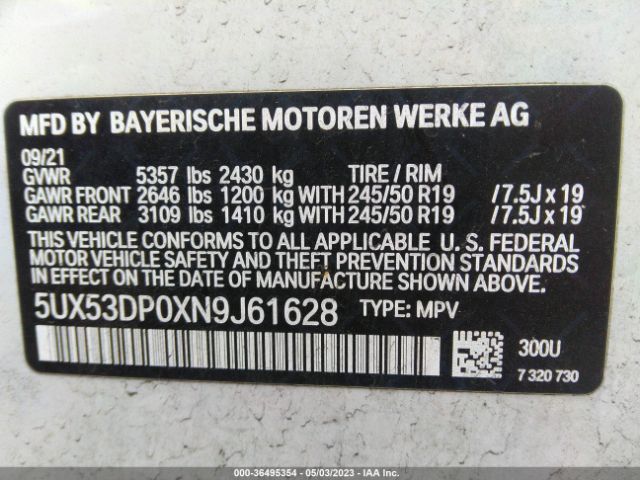 MFD BY BAYERISCHE MOTOREN WERKE AG
09/21
GVWR 5357 lbs 2430 kg TIRE / RIM
GAWR FRONT 2646 lbs 1200 kg WITH 245/50 R19 /7.5J x 19
GAWR REAR 3109 lbs 1410 kg WITH 245/50 R19 /7.5J x 19
THIS VEHICLE CONFORMS TO ALL APPLICABLE U. S. FEDERAL
MOTOR VEHICLE SAFETY AND THEFT PREVENTION STANDARDS
IN EFFECT ON THE DATE OF MANUFACTURE SHOWN ABOVE.
5UX53DP0XN9J61628 TYPE: MPV
300U
7 320 730
000-36495354 - 05/03/2023 - IAA Inc.